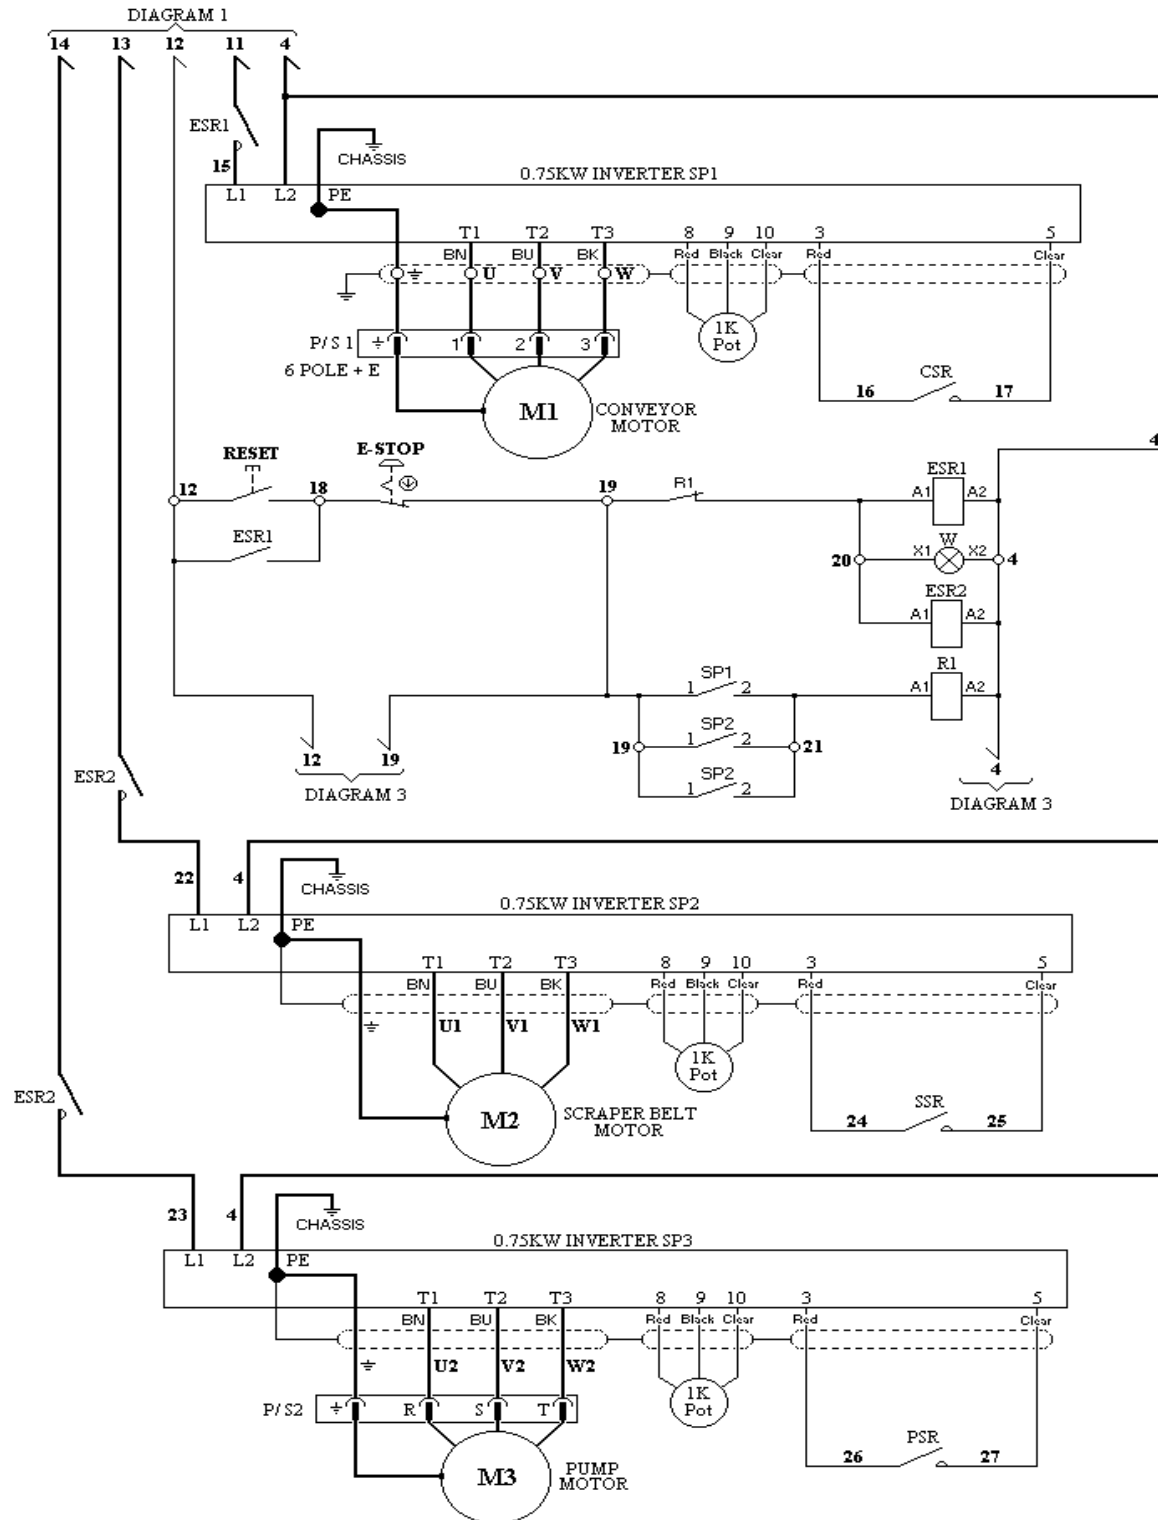 DIAGRAM 1
14 13 12 11 4
ESR1
15
CHASSIS
0.75KW INVERTER SP1
L1 L2 PE
T1 T2 T3 8 9 10 3 5
BN BU BK Red Black Clear Red Clear
U V W
1K
Pot
P/S 1 1 2 3
6 POLE + E
M1
CONVEYOR
MOTOR
CSR
16 17
4
RESET E-STOP
12 18 19 R1 ESR1
A1 A2
ESR1
W
20 X1 X2 4
ESR2
A1 A2
SP1 R1
1 2 A1 A2
SP2
19 1 2 21
SP2
1 2
12 19
DIAGRAM 3
4
DIAGRAM 3
ESR2
22 4
CHASSIS
0.75KW INVERTER SP2
L1 L2 PE
T1 T2 T3 8 9 10 3 5
BN BU BK Red Black Clear Red Clear
U1 V1 W1
1K
Pot
M2
SCRAPER BELT
MOTOR
SSR
24 25
ESR2
23 4
CHASSIS
0.75KW INVERTER SP3
L1 L2 PE
T1 T2 T3 8 9 10 3 5
BN BU BK Red Black Clear Red Clear
U2 V2 W2
1K
Pot
P/S2 R S T
M3
PUMP
MOTOR
PSR
26 27